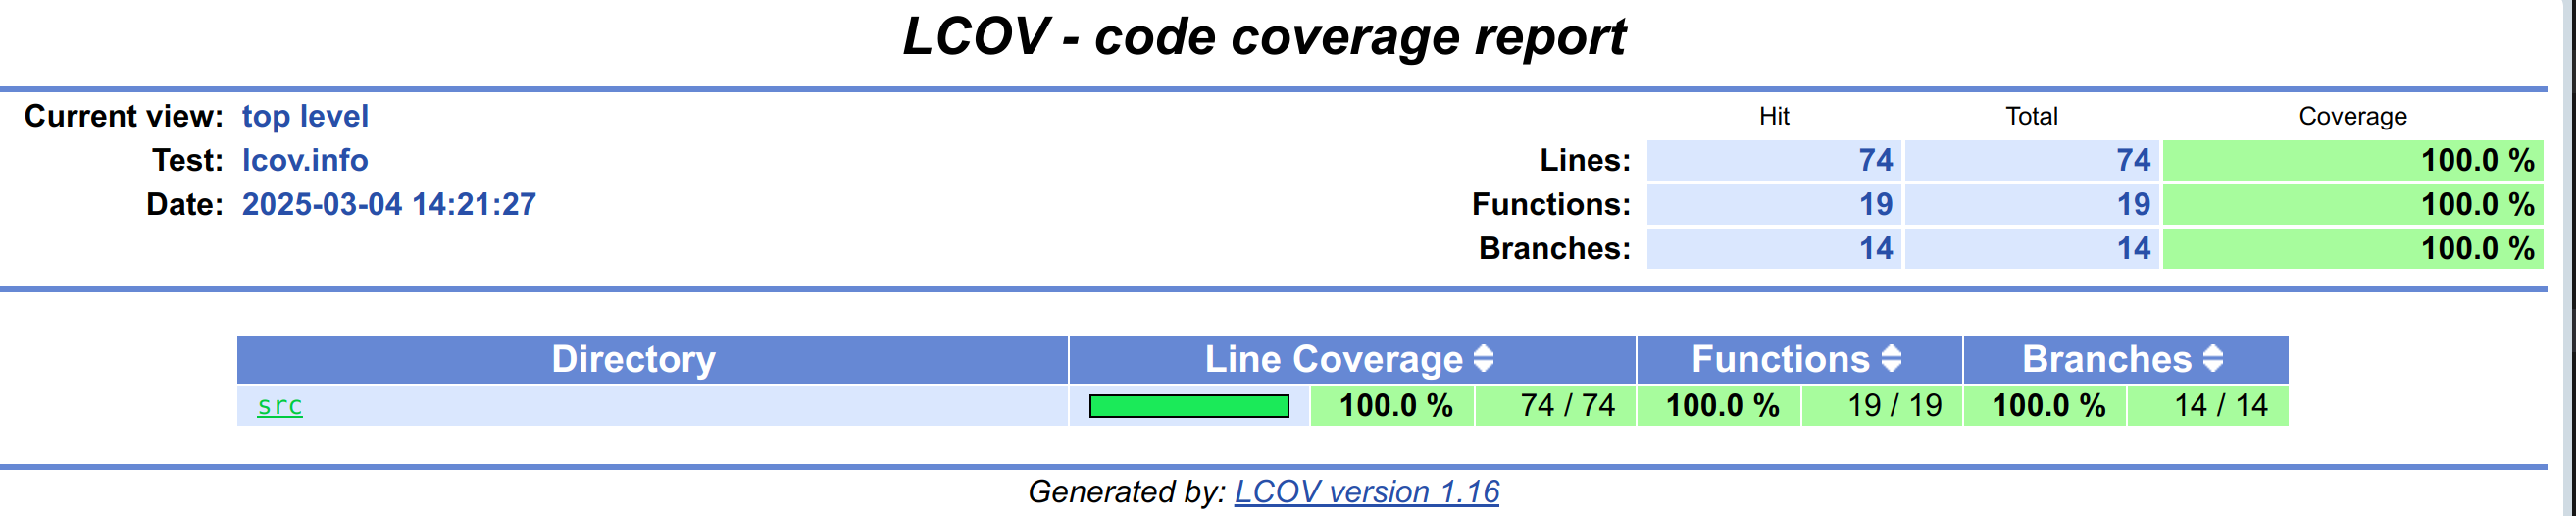 LCOV - code coverage report
Current view: top level Hit Total Coverage
Test: lcov.info Lines: 74 74 100.0 %
Date: 2025-03-04 14:21:27 Functions: 19 19 100.0 %
Branches: 14 14 100.0 %
Directory Line Coverage Functions Branches
src 100.0 % 74 / 74 100.0 % 19 / 19 100.0 % 14 / 14
Generated by: LCOV version 1.16